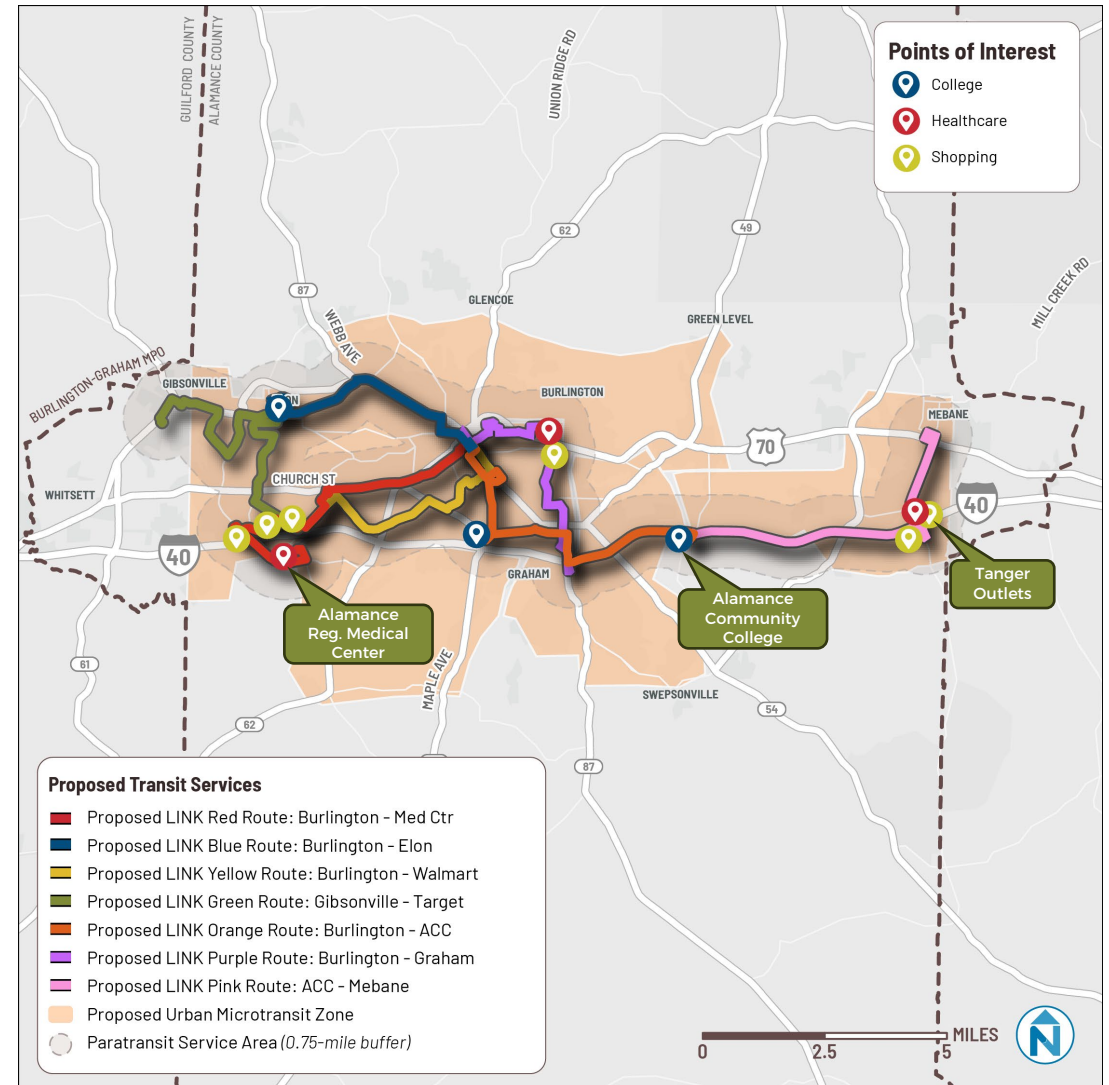 GUILFORD COUNTY
ALAMANCE COUNTY
UNION RIDGE RD
Points of Interest
College
Healthcare
Shopping
62
49
87
MILL CREEK RD
GLENCOE
GREEN LEVEL
WEBB AVE
BURLINGTON-GRAHAM MPO
GIBSONVILLE
BURLINGTON
MEBANE
70
CHURCH ST
WHITSETT
40
40
GRAHAM
Tanger
Outlets
Alamance
Reg. Medical
Center
Alamance
Community
College
MAPLE AVE
61
SWEPSONVILLE
62
54
87
Proposed Transit Services
Proposed LINK Red Route: Burlington - Med Ctr
Proposed LINK Blue Route: Burlington - Elon
Proposed LINK Yellow Route: Burlington - Walmart
Proposed LINK Green Route: Gibsonville - Target
Proposed LINK Orange Route: Burlington - ACC
Proposed LINK Purple Route: Burlington - Graham
Proposed LINK Pink Route: ACC - Mebane
Proposed Urban Microtransit Zone
Paratransit Service Area (0.75-mile buffer)
MILES
0 2.5 5
N